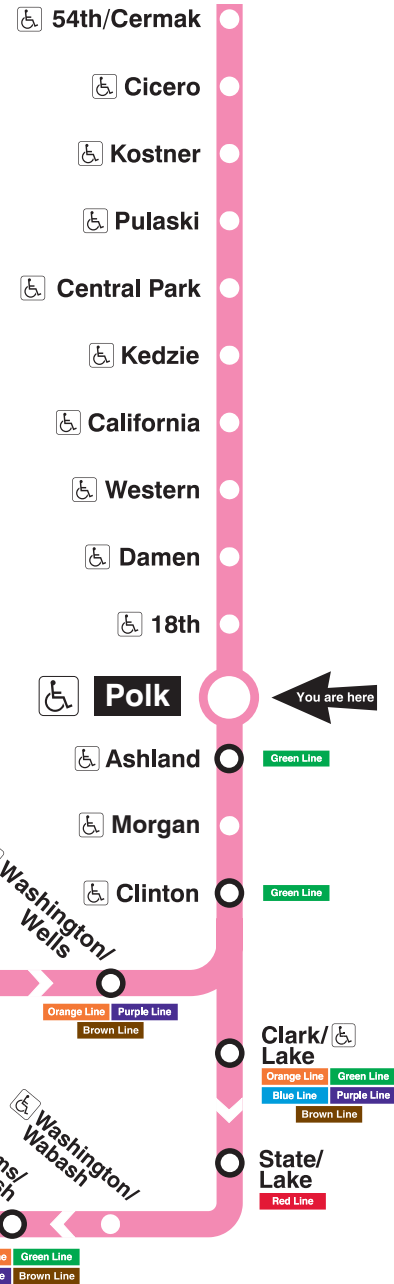 54th/Cermak
Cicero
Kostner
Pulaski
Central Park
Kedzie
California
Western
Damen
18th
Polk
You are here
Ashland
Green Line
Morgan
Clinton
Green Line
Washington/
Wells
Orange Line Purple Line
Brown Line
Clark/
Lake
Orange Line Green Line
Blue Line Purple Line
Brown Line
Washington/
Wabash
State/
Lake
Red Line
Green Line
Brown Line